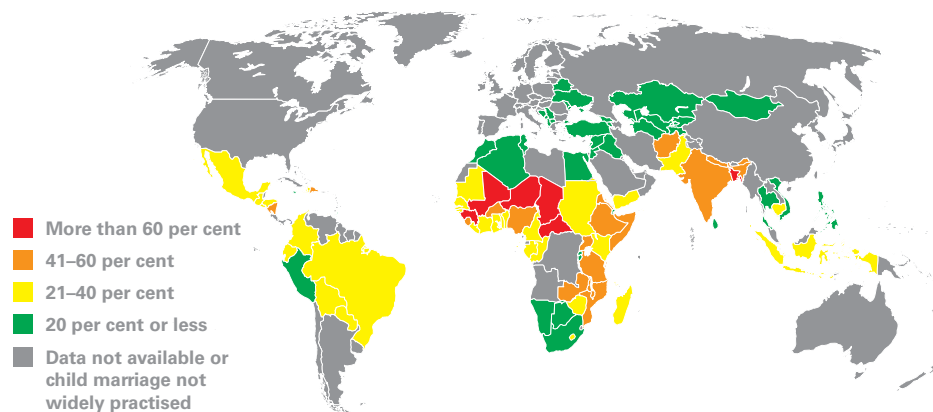 More than 60 per cent
41–60 per cent
21–40 per cent
20 per cent or less
Data not available or
child marriage not
widely practised